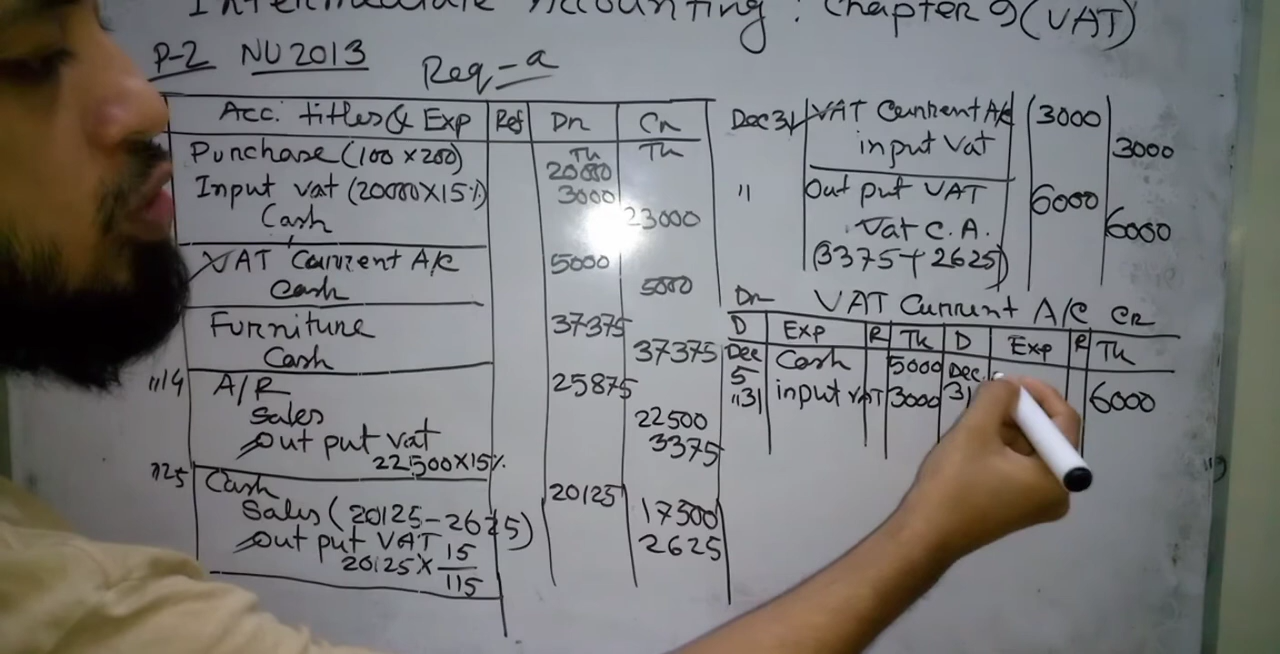 Intermediate Accounting : Chapter 9 (VAT)
P-2 NU 2013 Req-a
Acc. titles & Exp Ref Dr Cr
Tk Tk
Purchase (100 x 200) 20000
Input vat (20000 x 15%) 3000
Cash 23000
VAT Current A/C 5000
Cash 5000
Furniture 37375
Cash 37375
"14 A/R 25875
Sales 22500
Out put vat 3375
22500 x 15%
"25 Cash 20125
Sales (20125 - 2625) 17500
Out put VAT 2625
20125 x 15/115
Dec 31 VAT Current A/C 3000
input vat 3000
" Out put VAT 6000
Vat C.A. 6000
(3375 + 2625)
Dr VAT Current A/C CR
D Exp R Tk D Exp R Tk
Dec 5 Cash 5000 Dec 31 6000
"31 input VAT 3000